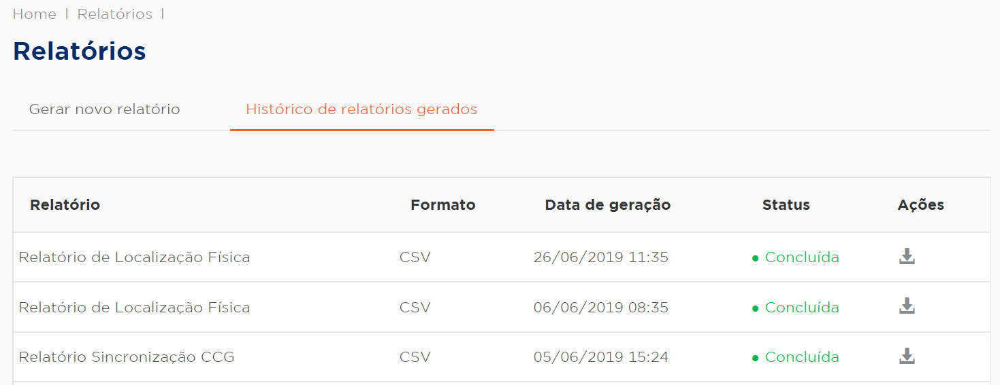 Home | Relatórios |
Relatórios
Gerar novo relatório Histórico de relatórios gerados
Relatório Formato Data de geração Status Ações
Relatório de Localização Física CSV 26/06/2019 11:35 Concluída
Relatório de Localização Física CSV 06/06/2019 08:35 Concluída
Relatório Sincronização CCG CSV 05/06/2019 15:24 Concluída